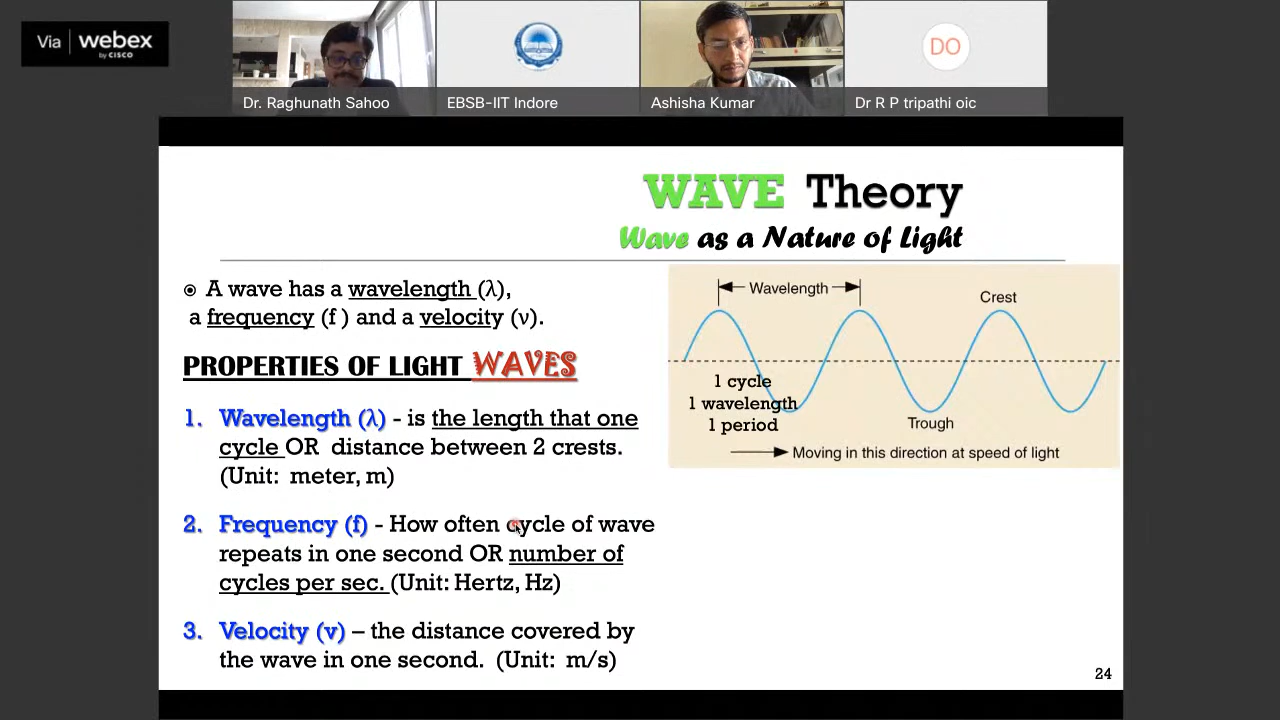 Via webex
by CISCO
Dr. Raghunath Sahoo
EBSB-IIT Indore
Ashisha Kumar
DO
Dr R P tripathi oic
WAVE Theory
Wave as a Nature of Light
A wave has a wavelength (λ),
a frequency (f ) and a velocity (ν).
PROPERTIES OF LIGHT WAVES
1. Wavelength (λ) - is the length that one
cycle OR distance between 2 crests.
(Unit: meter, m)
2. Frequency (f) - How often cycle of wave
repeats in one second OR number of
cycles per sec. (Unit: Hertz, Hz)
3. Velocity (v) – the distance covered by
the wave in one second. (Unit: m/s)
Wavelength
Crest
1 cycle
1 wavelength
1 period
Trough
Moving in this direction at speed of light
24